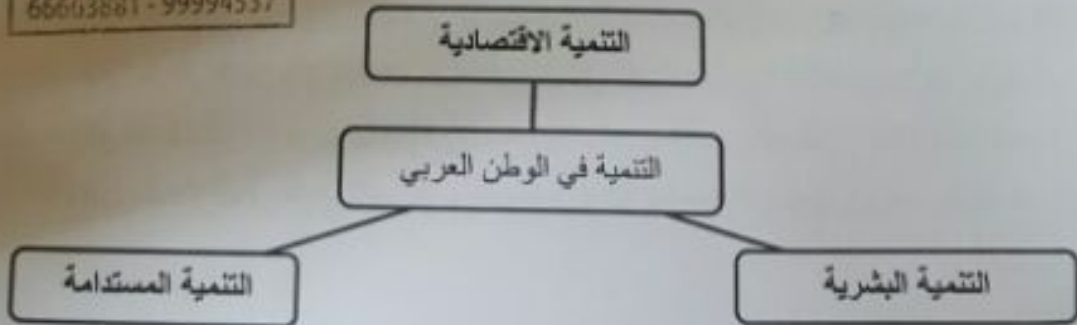 التنمية الاقتصادية
التنمية في الوطن العربي
التنمية البشرية
التنمية المستدامة